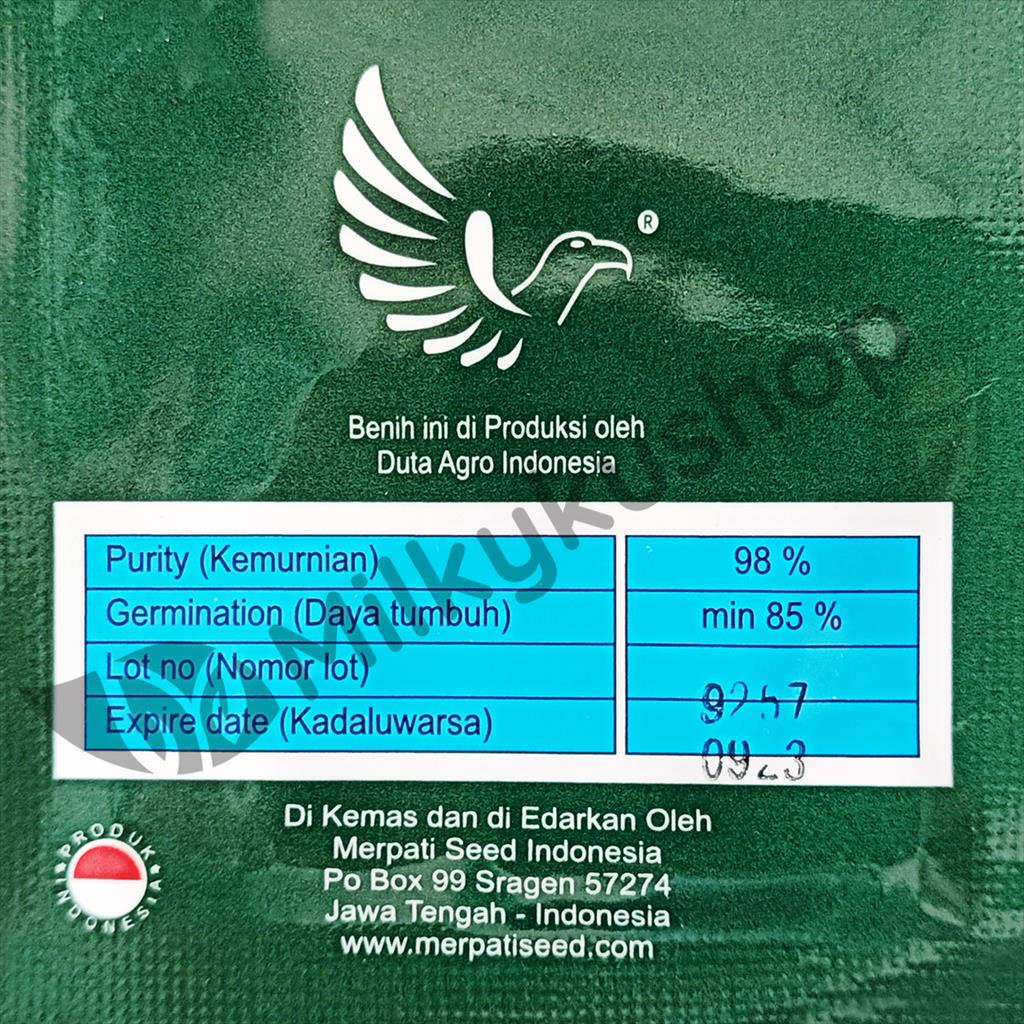 R
Benih ini di Produksi oleh
Duta Agro Indonesia
Milkykushop
Purity (Kemurnian) 98 %
Germination (Daya tumbuh) min 85 %
Lot no (Nomor lot) 9257
Expire date (Kadaluwarsa) 0923
PRODUK INDONESIA
Di Kemas dan di Edarkan Oleh
Merpati Seed Indonesia
Po Box 99 Sragen 57274
Jawa Tengah - Indonesia
www.merpatiseed.com